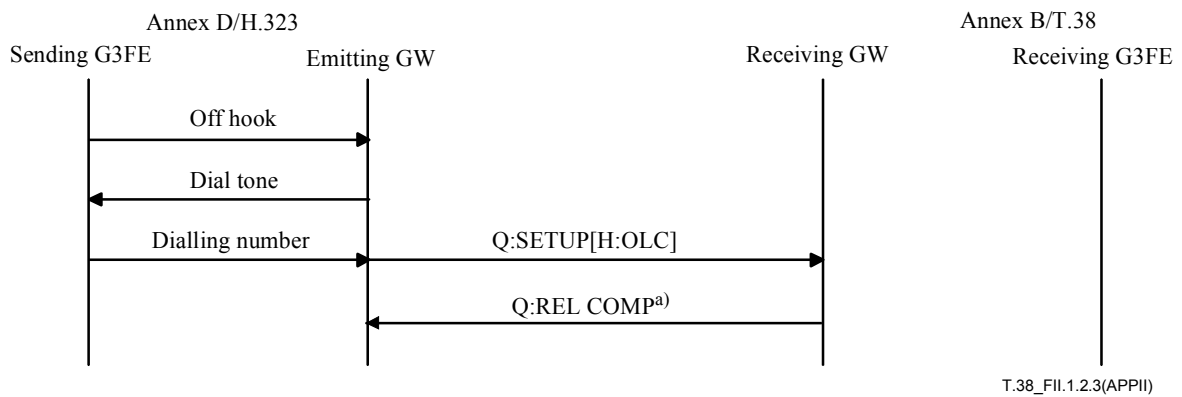 Annex D/H.323
Annex B/T.38
Sending G3FE
Emitting GW
Receiving GW
Receiving G3FE
Off hook
Dial tone
Dialling number
Q:SETUP[H:OLC]
Q:REL COMPa)
T.38_FII.1.2.3(APPII)